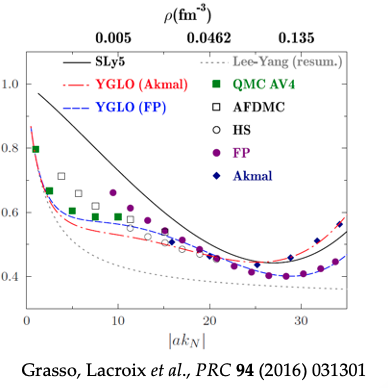 ρ(fm⁻³)
0.005 0.0462 0.135
SLy5 Lee-Yang (resum.)
YGLO (Akmal) QMC AV4
YGLO (FP) AFDMC
HS
FP
Akmal
1.0
0.8
0.6
0.4
0 10 20 30
|ak_N|
Grasso, Lacroix et al., PRC 94 (2016) 031301